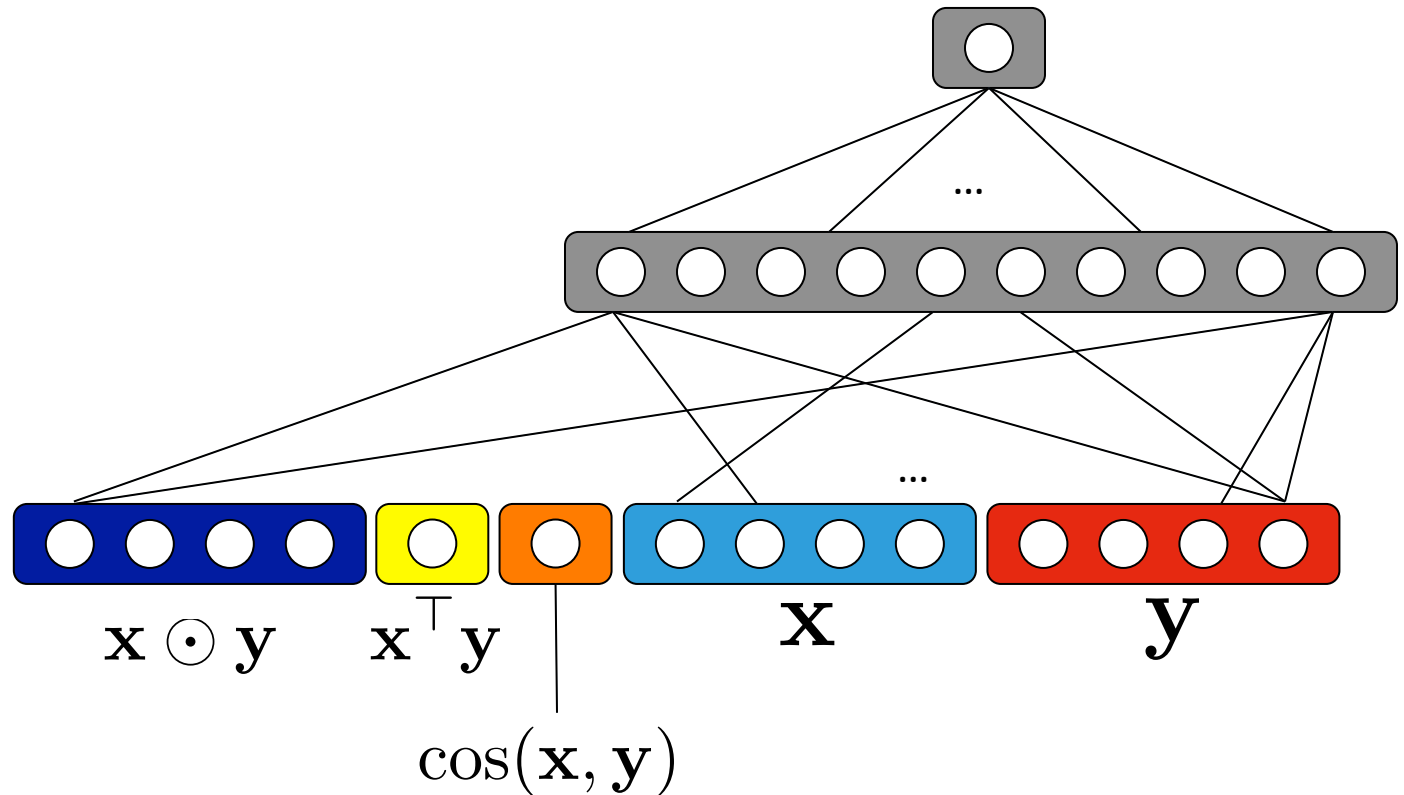 ...
...
x ⊙ y
x⊤y
x
y
cos(x, y)